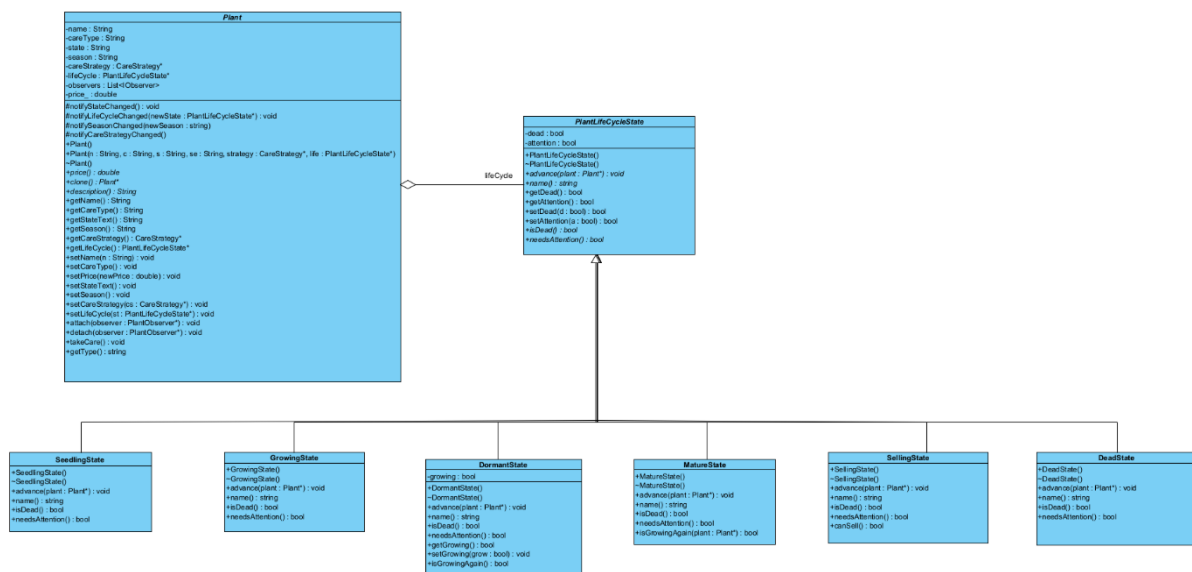 Plant
-name : String
-careType : String
-state : String
-season : String
-careStrategy : CareStrategy*
-lifeCycle : PlantLifeCycleState*
-observers : List<IObserver>
-price_ : double
#notifyStateChanged() : void
#notifyLifeCycleChanged(newState : PlantLifeCycleState*) : void
#notifySeasonChanged(newSeason : string)
#notifyCareStrategyChanged()
+Plant()
+Plant(n : String, c : String, s : String, se : String, strategy : CareStrategy*, life : PlantLifeCycleState*)
~Plant()
+price() : double
+clone() : Plant*
+description() : String
+getName() : String
+getCareType() : String
+getStateText() : String
+getSeason() : String
+getCareStrategy() : CareStrategy*
+getLifeCycle() : PlantLifeCycleState*
+setName(n : String) : void
+setCareType() : void
+setPrice(newPrice : double) : void
+setStateText() : void
+setSeason() : void
+setCareStrategy(cs : CareStrategy*) : void
+setLifeCycle(st : PlantLifeCycleState*) : void
+attach(observer : PlantObserver*) : void
+detach(observer : PlantObserver*) : void
+takeCare() : void
+getType() : string
lifeCycle
PlantLifeCycleState
-dead : bool
-attention : bool
+PlantLifeCycleState()
~PlantLifeCycleState()
+advance(plant : Plant*) : void
+name() : string
+getDead() : bool
+getAttention() : bool
+setDead(d : bool) : bool
+setAttention(a : bool) : bool
+isDead() : bool
+needsAttention() : bool
SeedlingState
+SeedlingState()
~SeedlingState()
+advance(plant : Plant*) : void
+name() : string
+isDead() : bool
+needsAttention() : bool
GrowingState
+GrowingState()
~GrowingState()
+advance(plant : Plant*) : void
+name() : string
+isDead() : bool
+needsAttention() : bool
DormantState
-growing : bool
+DormantState()
~DormantState()
+advance(plant : Plant*) : void
+name() : string
+isDead() : bool
+needsAttention() : bool
+getGrowing() : bool
+setGrowing(grow : bool) : void
+isGrowingAgain() : bool
MatureState
+MatureState()
~MatureState()
+advance(plant : Plant*) : void
+name() : string
+isDead() : bool
+needsAttention() : bool
+isGrowingAgain(plant : Plant*) : bool
SellingState
+SellingState()
~SellingState()
+advance(plant : Plant*) : void
+name() : string
+isDead() : bool
+needsAttention() : bool
+canSell() : bool
DeadState
+DeadState()
~DeadState()
+advance(plant : Plant*) : void
+name() : string
+isDead() : bool
+needsAttention() : bool